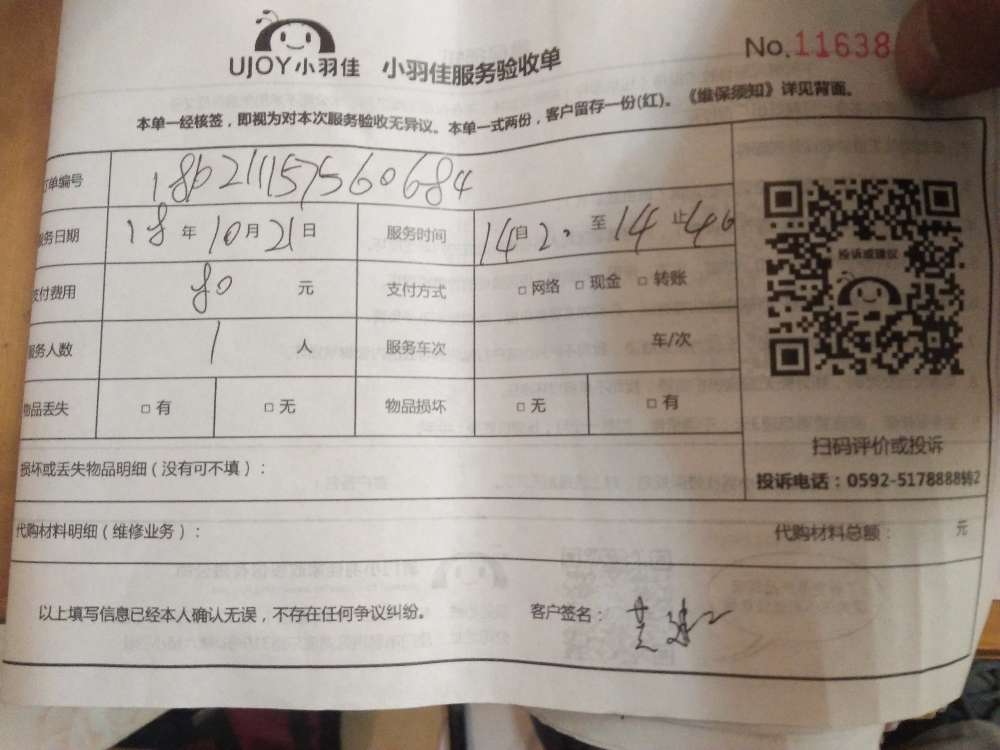 UJOY小羽佳 小羽佳服务验收单 No.11638
本单一经核签，即视为对本次服务验收无异议。本单一式两份，客户留存一份(红)。《维保须知》详见背面。
单编号 186211157560684
服务日期 18 年 10 月 21 日 服务时间 14 自 20 至 14 止 40
支付费用 80 元 支付方式 □ 网络 □ 现金 □ 转账
服务人数 1 人 服务车次 车/次
物品丢失 □ 有 □ 无 物品损坏 □ 无 □ 有
投诉或建议
扫码评价或投诉
投诉电话：0592-5178888转2
损坏或丢失物品明细（没有可不填）：
代购材料明细（维修业务）： 代购材料总额： 元
以上填写信息已经本人确认无误，不存在任何争议纠纷。 客户签名：